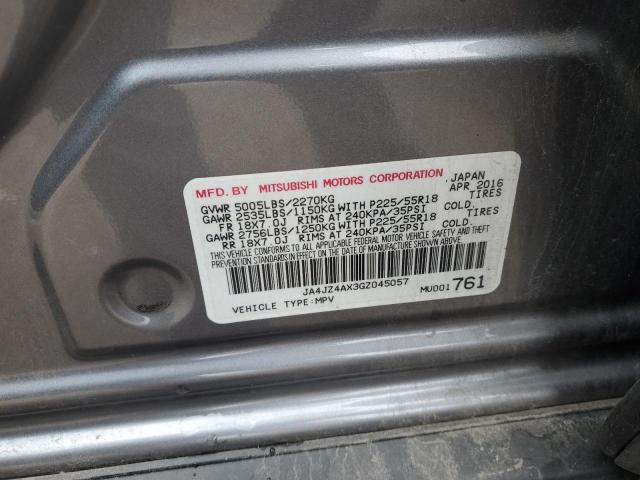 MFD. BY MITSUBISHI MOTORS CORPORATION, JAPAN
GVWR 5005LBS/2270KG APR 2016
GAWR 2535LBS/1150KG WITH P225/55R18 TIRES
FR 18X7.0J RIMS AT 240KPA/35PSI COLD.
GAWR 2756LBS/1250KG WITH P225/55R18 TIRES
RR 18X7.0J RIMS AT 240KPA/35PSI COLD.
THIS VEHICLE CONFORMS TO ALL APPLICABLE FEDERAL MOTOR VEHICLE SAFETY AND THEFT
PREVENTION STANDARDS IN EFFECT ON THE DATE OF MANUFACTURE SHOWN ABOVE.
JA4JZ4AX3GZ045057
VEHICLE TYPE:MPV MU001 761